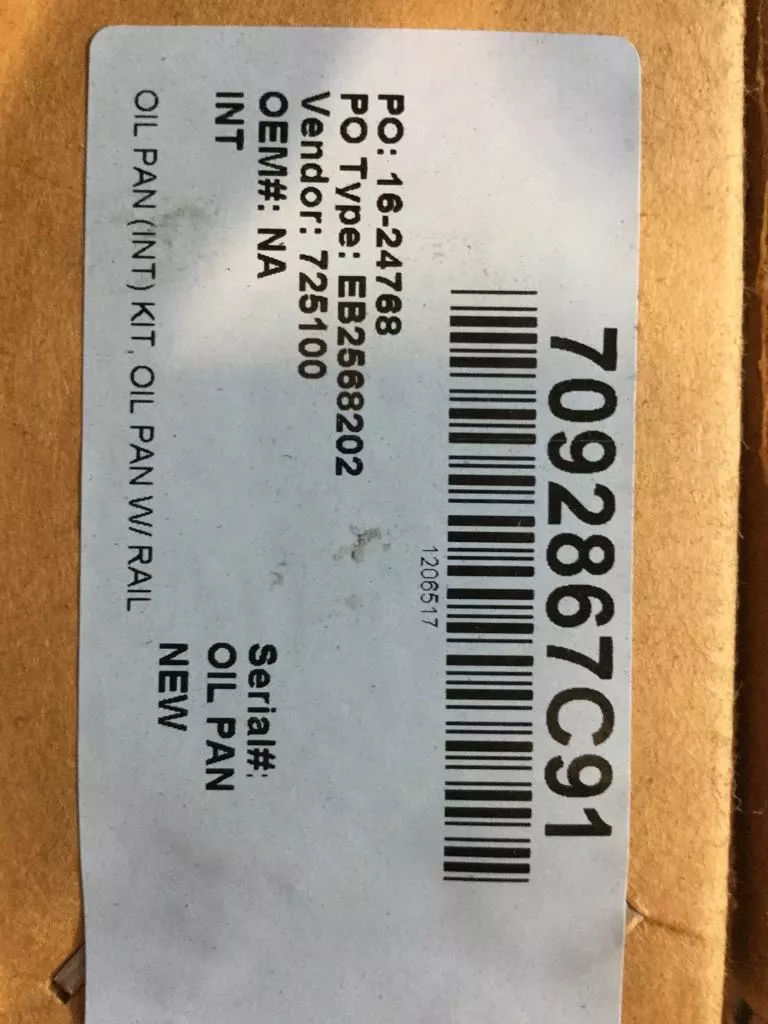 7092867C91
1206517
PO: 16-24768
PO Type: EB2568202
Vendor: 725100
OEM#: NA
INT
Serial#:
OIL PAN
NEW
OIL PAN (INT) KIT, OIL PAN W/ RAIL